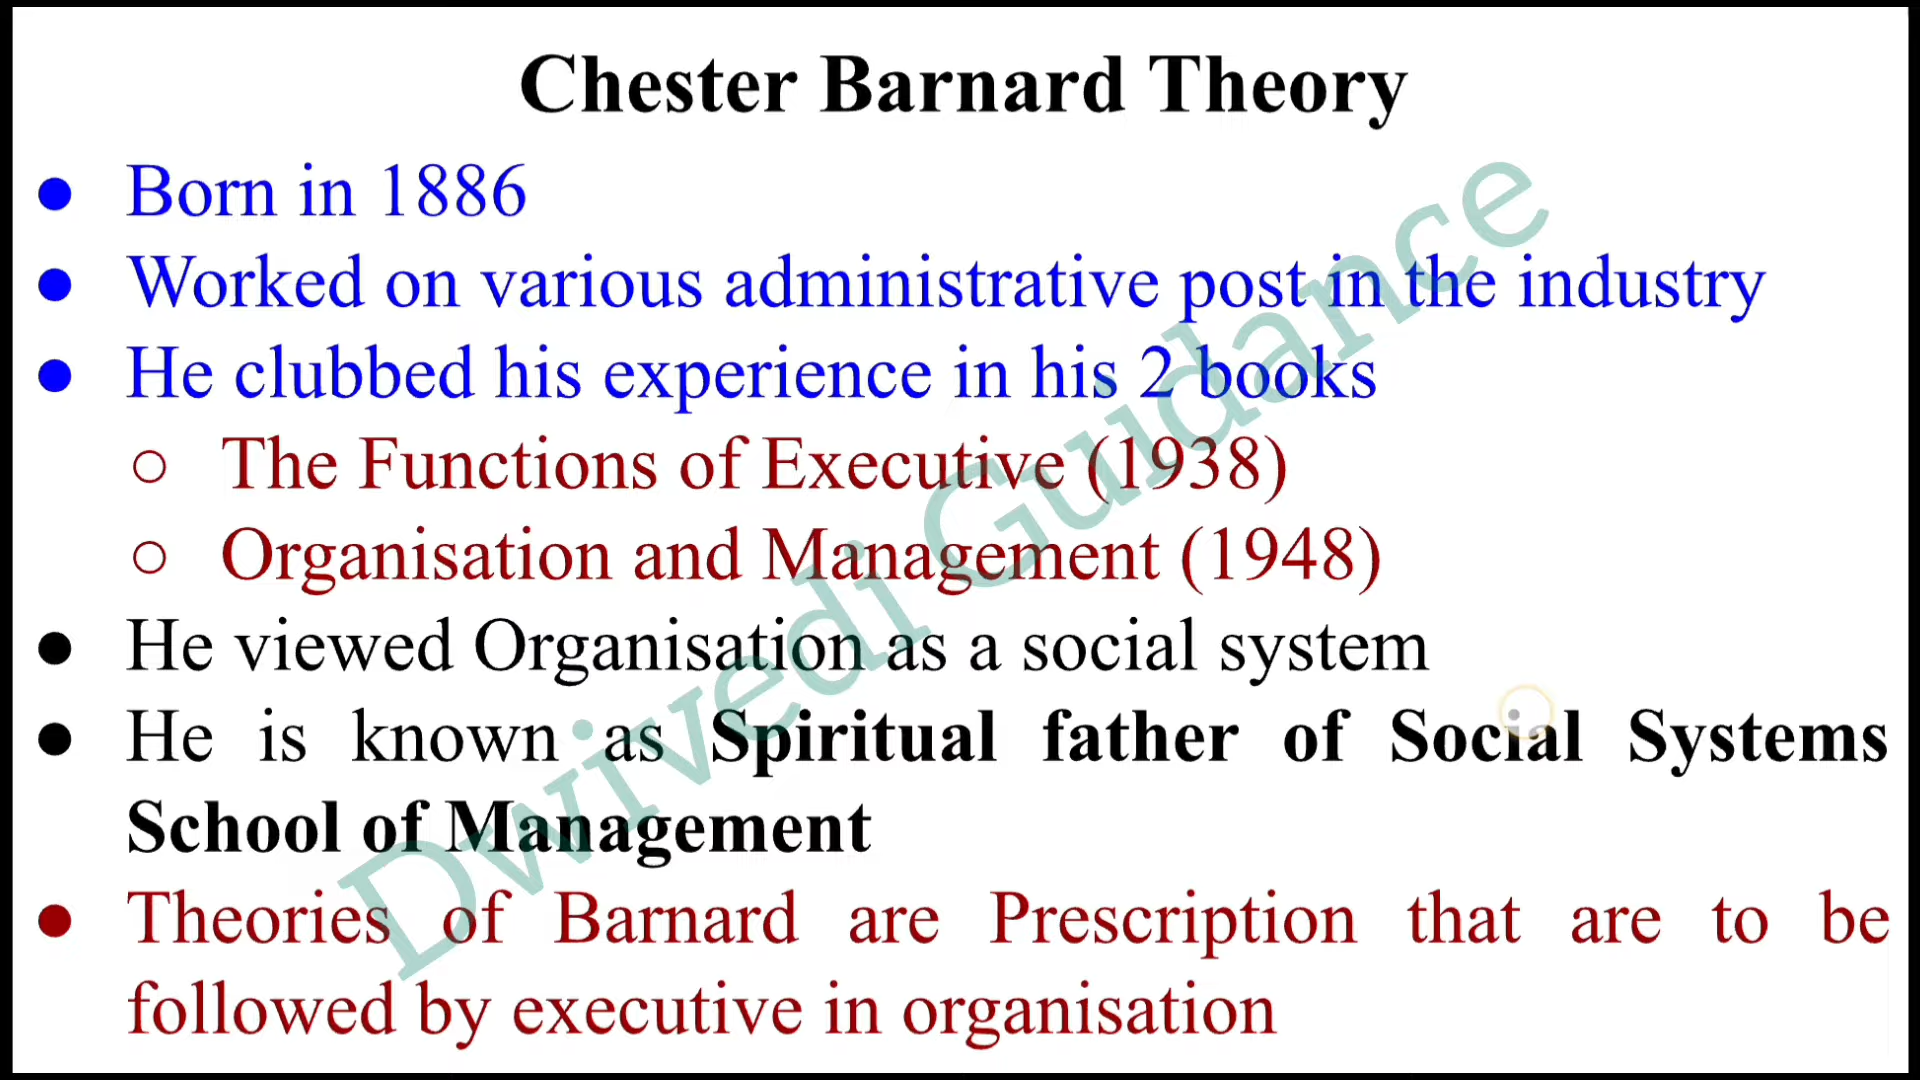 Chester Barnard Theory
● Born in 1886
● Worked on various administrative post in the industry
● He clubbed his experience in his 2 books
○ The Functions of Executive (1938)
○ Organisation and Management (1948)
● He viewed Organisation as a social system
● He is known as Spiritual father of Social Systems
School of Management
● Theories of Barnard are Prescription that are to be
followed by executive in organisation
Dwivedi Guidance